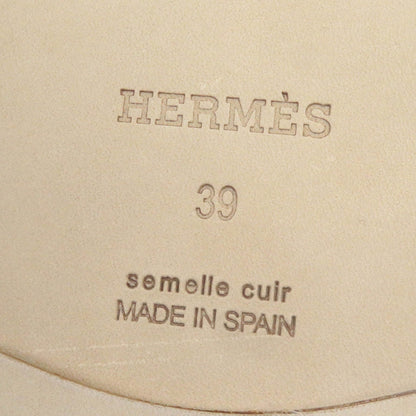 HERMÈS
39
semelle cuir
MADE IN SPAIN